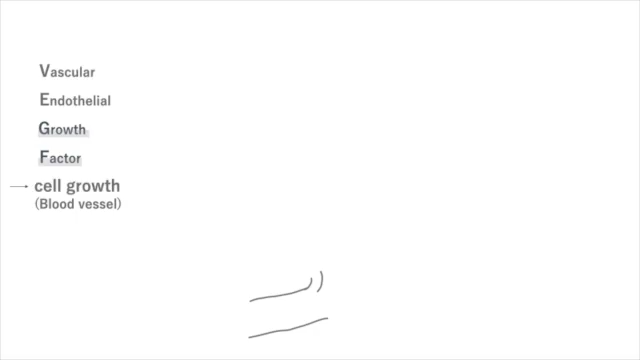 Vascular
Endothelial
Growth
Factor
cell growth
(Blood vessel)